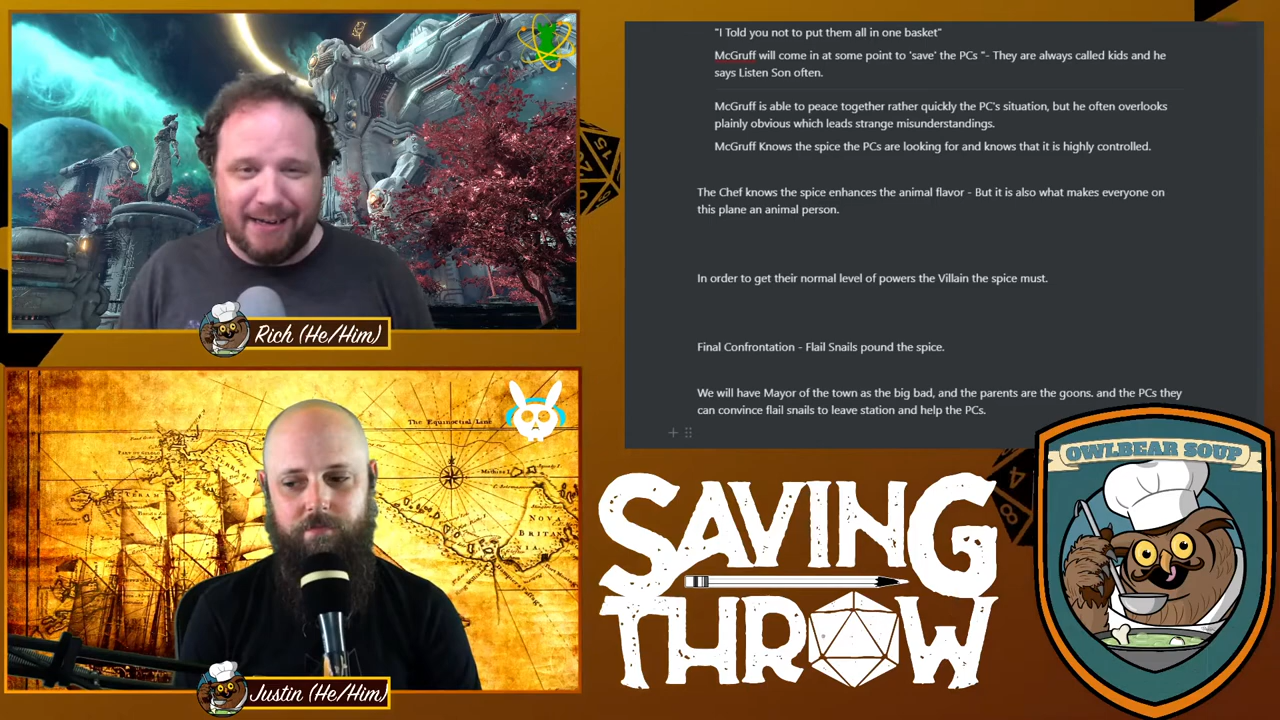 "I Told you not to put them all in one basket"
McGruff will come in at some point to 'save' the PCs "- They are always called kids and he
says Listen Son often.
McGruff is able to peace together rather quickly the PC's situation, but he often overlooks
plainly obvious which leads strange misunderstandings.
McGruff Knows the spice the PCs are looking for and knows that it is highly controlled.
The Chef knows the spice enhances the animal flavor - But it is also what makes everyone on
this plane an animal person.
In order to get their normal level of powers the Villain the spice must.
Final Confrontation - Flail Snails pound the spice.
We will have Mayor of the town as the big bad, and the parents are the goons. and the PCs they
can convince flail snails to leave station and help the PCs.
Rich (He/Him)
The Equinoctial Line
Justin (He/Him)
SAVING
THROW
OWLBEAR SOUP